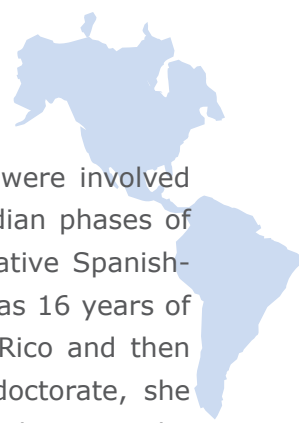 were involved
dian phases of
ative Spanish-
as 16 years of
Rico and then
doctorate, she